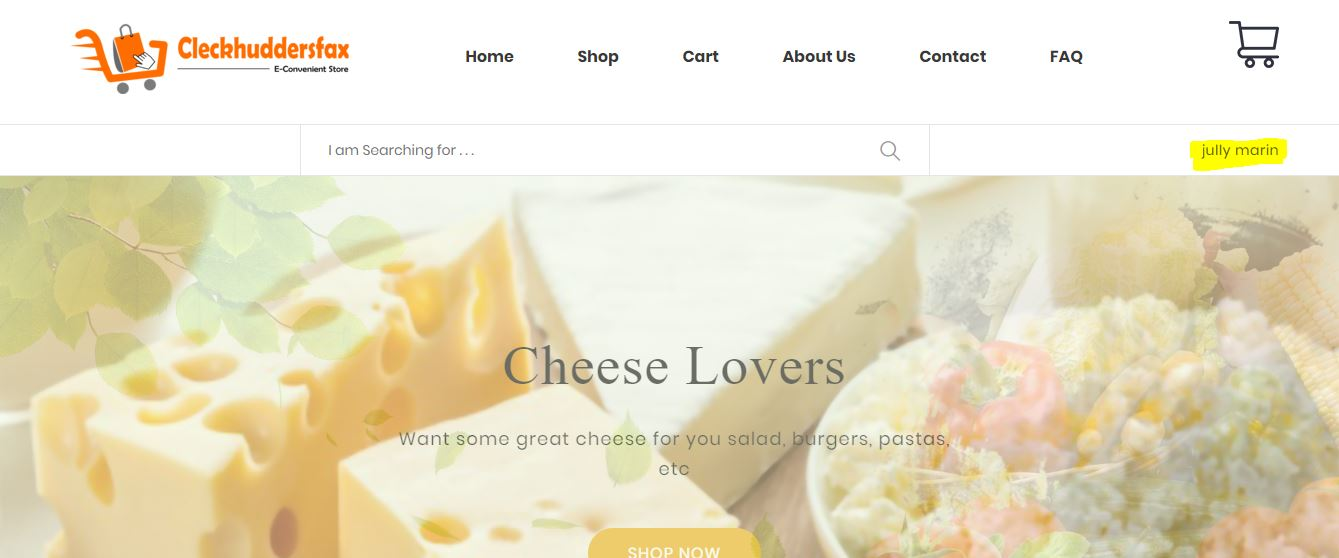 Cleckhuddersfax
E-Convenient Store
Home Shop Cart About Us Contact FAQ
I am Searching for . . .
jully marin
Cheese Lovers
Want some great cheese for you salad, burgers, pastas,
etc
SHOP NOW